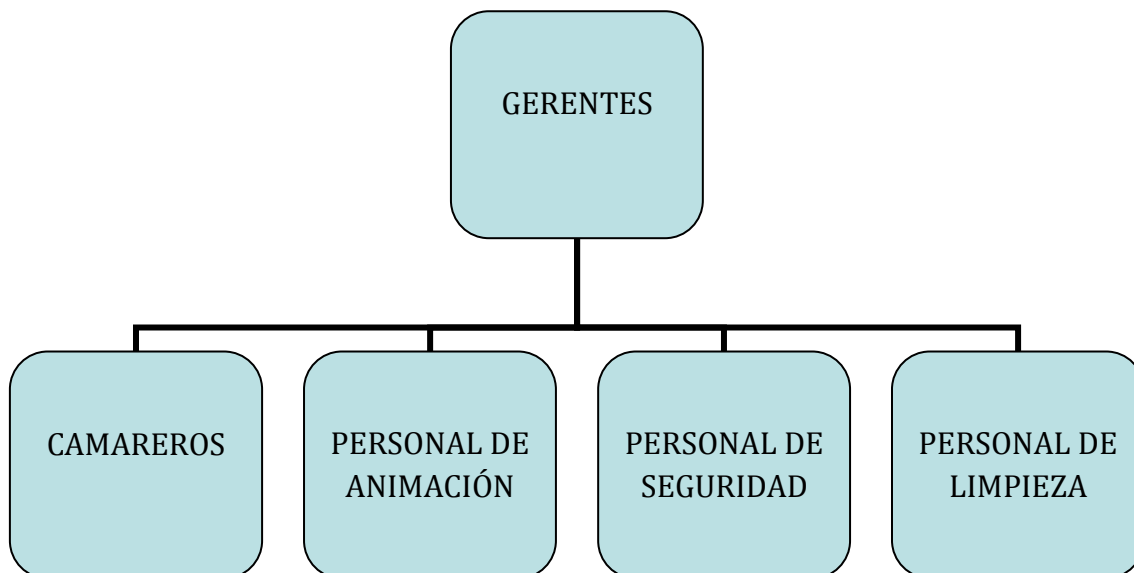 GERENTES
CAMAREROS
PERSONAL DE
ANIMACIÓN
PERSONAL DE
SEGURIDAD
PERSONAL DE
LIMPIEZA